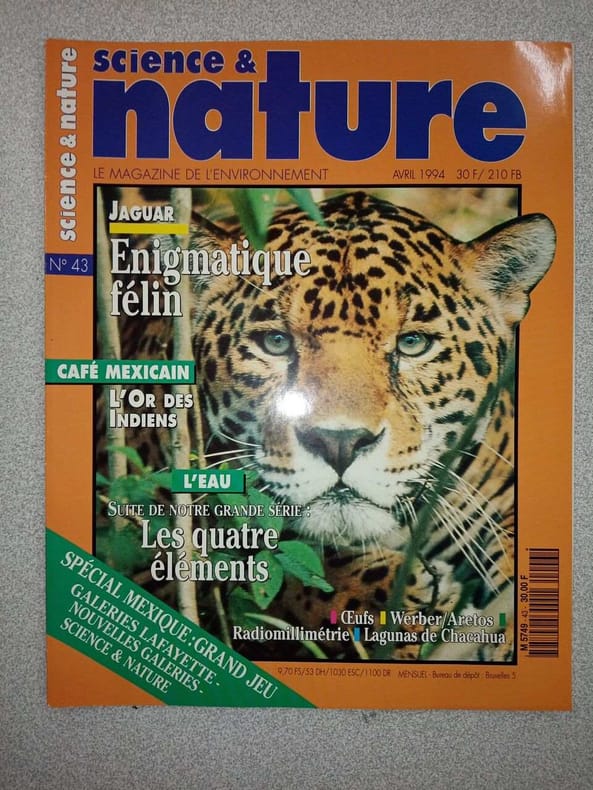 science & nature
science &
nature
LE MAGAZINE DE L'ENVIRONNEMENT AVRIL 1994 30 F/ 210 FB
N° 43
JAGUAR
Enigmatique
félin
CAFÉ MEXICAIN
L'OR DES
INDIENS
L'EAU
SUITE DE NOTRE GRANDE SÉRIE :
Les quatre
éléments
Œufs Werber/Aretos
Radiomillimétrie Lagunas de Chacahua
SPÉCIAL MEXIQUE: GRAND JEU
GALERIES LAFAYETTE -
NOUVELLES GALERIES -
SCIENCE & NATURE
M 5749 - 43 - 30,00 F
9,70 FS/53 DH/1030 ESC/1100 DR MENSUEL - Bureau de dépôt : Bruxelles 5